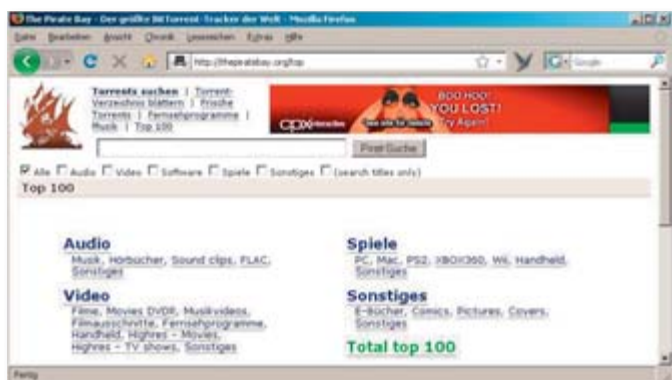 The Pirate Bay - Der größte BitTorrent-Tracker der Welt - Mozilla Firefox
Datei Bearbeiten Ansicht Chronik Lesezeichen Extras Hilfe
http://thepiratebay.org/top
Google
Torrents suchen | Torrent-
Verzeichnis blättern | Frische
Torrents | Fernsehprogramme |
Musik | Top 100
BOO HOO!
YOU LOST!
Try Again!
cpxinteractive
Pirat-Suche
Alle Audio Video Software Spiele Sonstiges (search titles only)
Top 100
Audio
Musik, Hörbücher, Sound clips, FLAC,
Sonstiges
Video
Filme, Movies DVDR, Musikvideos,
Filmausschnitte, Fernsehprogramme,
Handheld, Highres - Movies,
Highres - TV shows, Sonstiges
Spiele
PC, Mac, PS2, XBOX360, Wii, Handheld,
Sonstiges
Sonstiges
E-Bücher, Comics, Pictures, Covers,
Sonstiges
Total top 100
Fertig